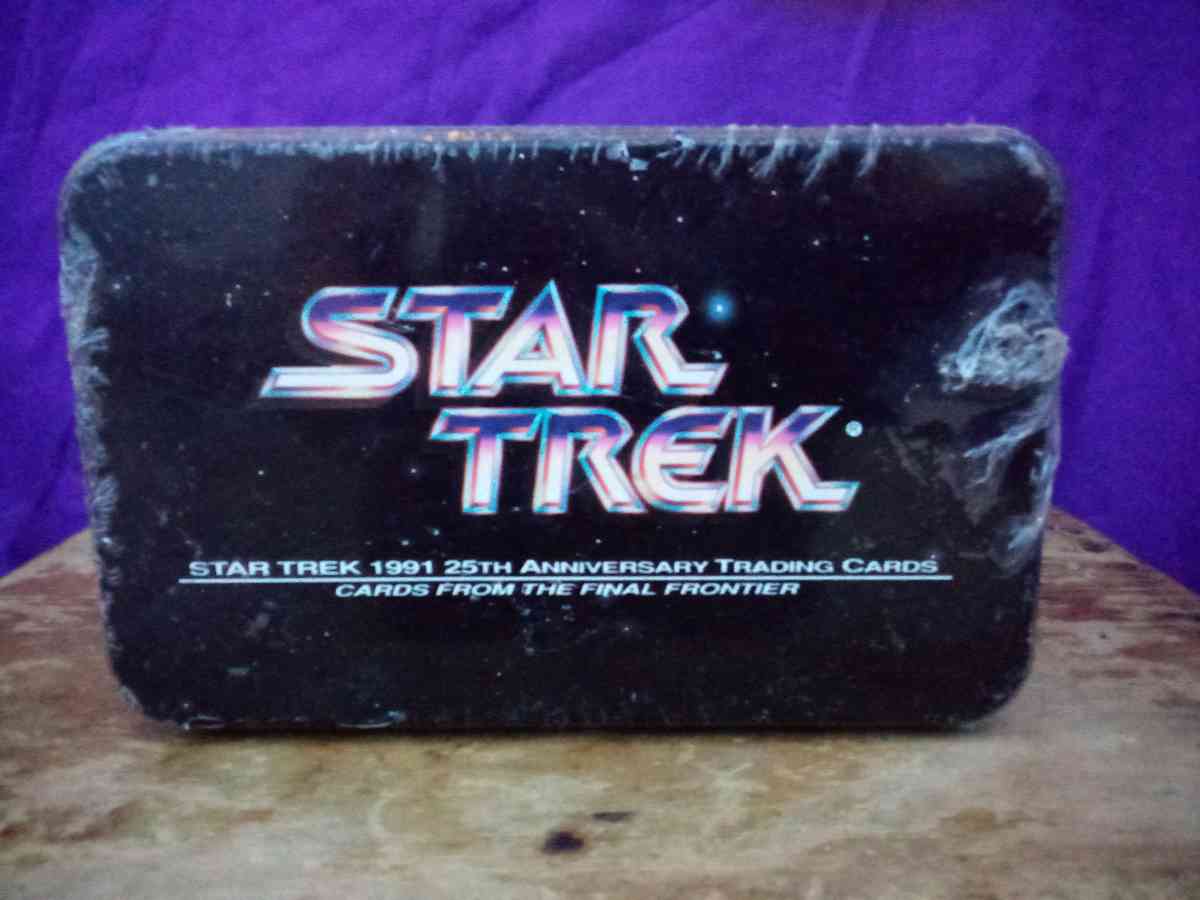 STAR
TREK®
STAR TREK 1991 25TH ANNIVERSARY TRADING CARDS
CARDS FROM THE FINAL FRONTIER